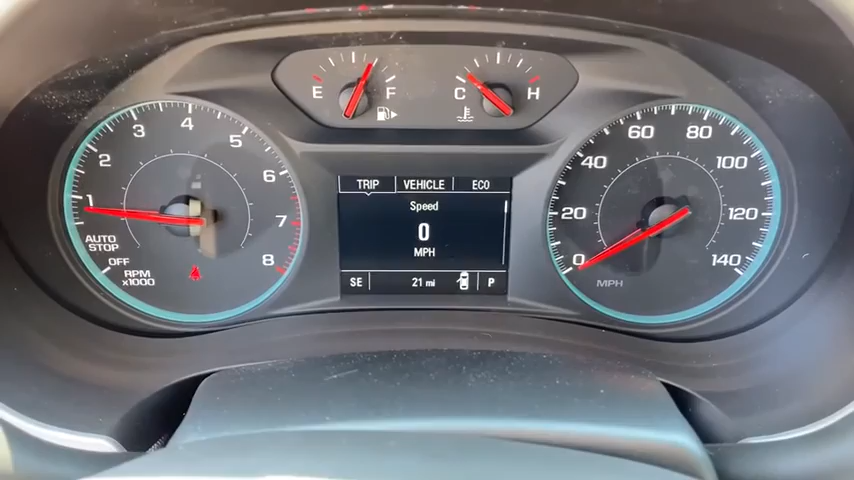 E F
C H
1
2
3
4
5
6
7
8
AUTO
STOP
OFF
RPM
x1000
TRIP VEHICLE ECO
Speed
0
MPH
SE 21 mi P
0
20
40
60
80
100
120
140
MPH